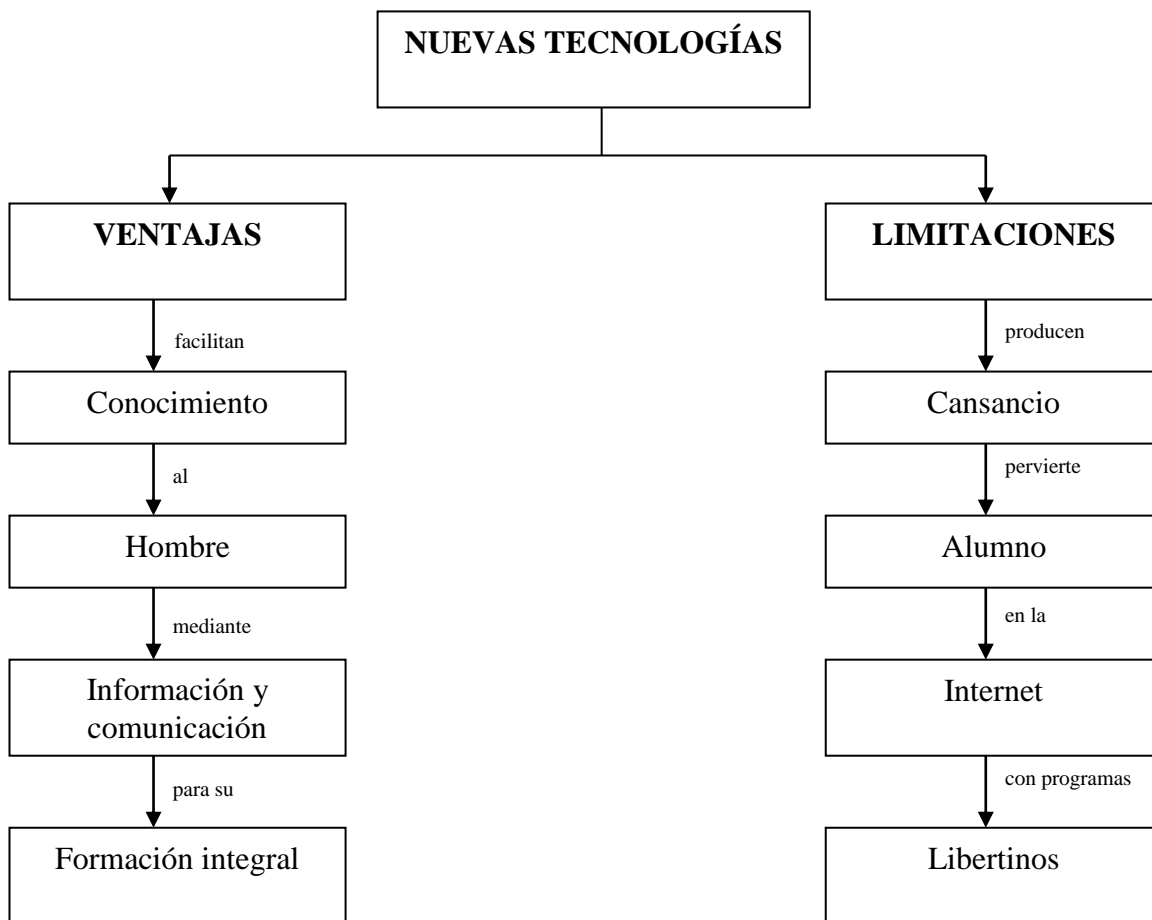 NUEVAS TECNOLOGÍAS
VENTAJAS
LIMITACIONES
facilitan
producen
Conocimiento
Cansancio
al
pervierte
Hombre
Alumno
mediante
en la
Información y
comunicación
Internet
para su
con programas
Formación integral
Libertinos